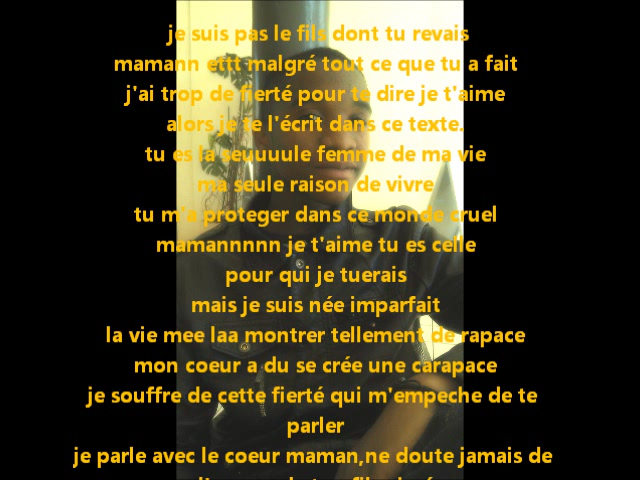 je suis pas le fils dont tu revais
mamann ettt malgré tout ce que tu a fait
j'ai trop de fierté pour te dire je t'aime
alors je te l'écrit dans ce texte.
tu es la seuuuule femme de ma vie
ma seule raison de vivre
tu m'a proteger dans ce monde cruel
mamannnnn je t'aime tu es celle
pour qui je tuerais
mais je suis née imparfait
la vie mee laa montrer tellement de rapace
mon coeur a du se crée une carapace
je souffre de cette fierté qui m'empeche de te
parler
je parle avec le coeur maman,ne doute jamais de